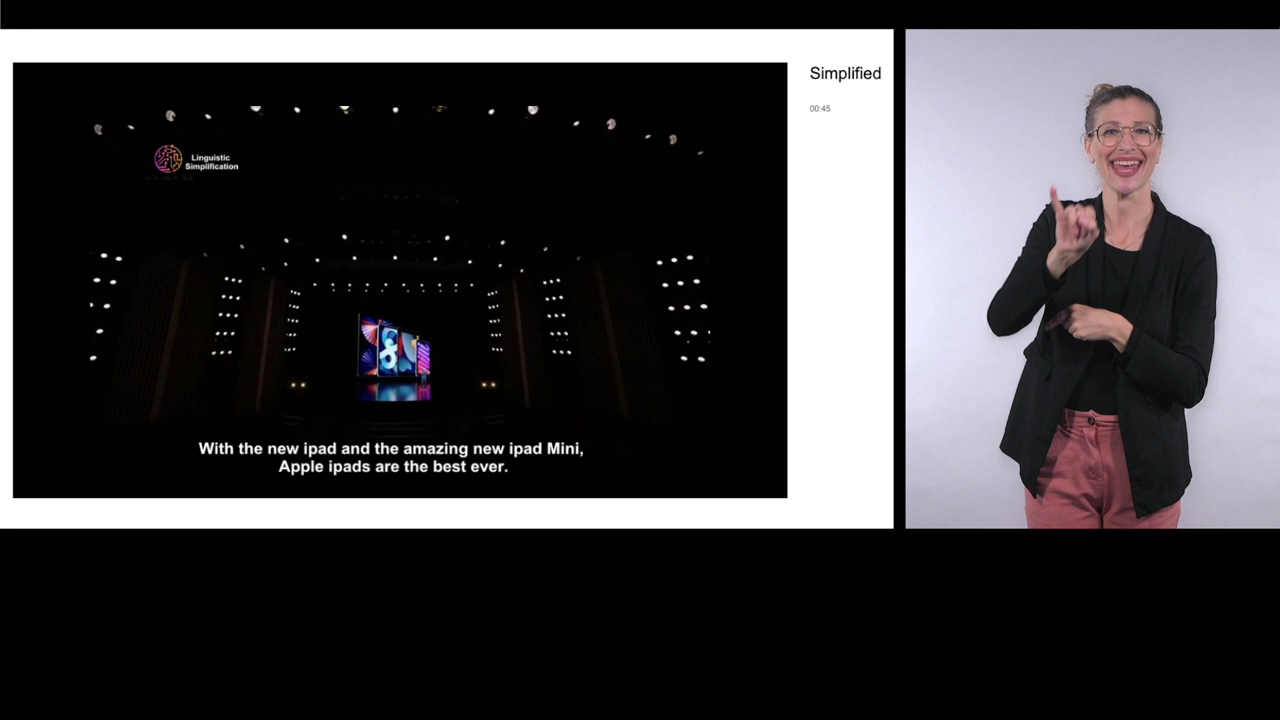 Simplified
00:45
Linguistic
Simplification
With the new ipad and the amazing new ipad Mini,
Apple ipads are the best ever.